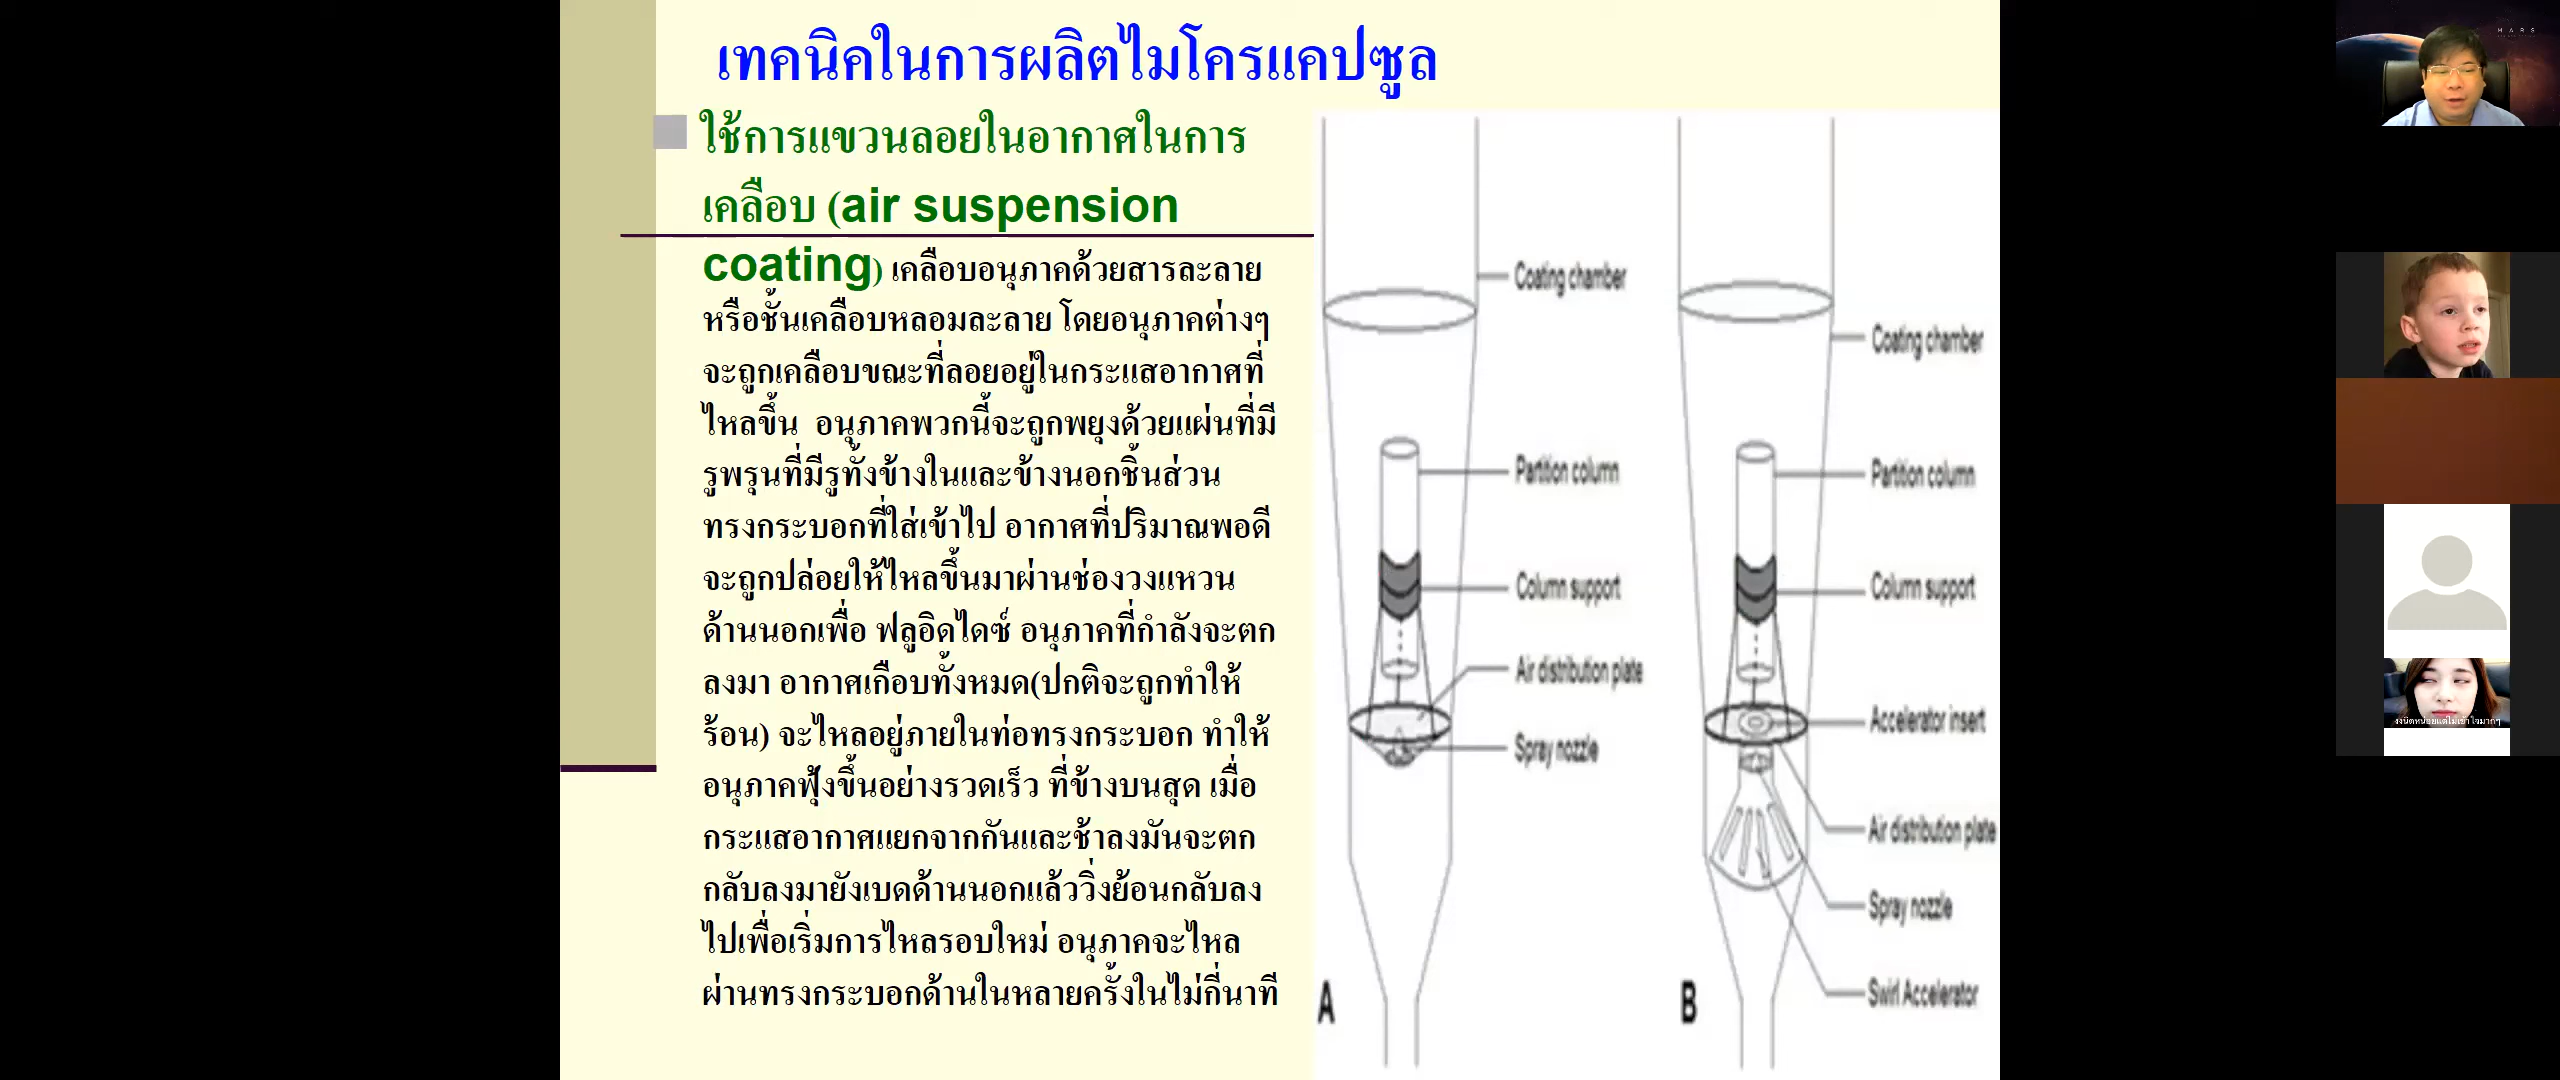 เทคนิคในการผลิตไมโครแคปซูล
ใช้การแขวนลอยในอากาศในการ
เคลือบ (air suspension
coating) เคลือบอนุภาคด้วยสารละลาย
หรือชั้นเคลือบหลอมละลาย โดยอนุภาคต่างๆ
จะถูกเคลือบขณะที่ลอยอยู่ในกระแสอากาศที่
ไหลขึ้น อนุภาคพวกนี้จะถูกพยุงด้วยแผ่นที่มี
รูพรุนที่มีรูทั้งข้างในและข้างนอกชิ้นส่วน
ทรงกระบอกที่ใส่เข้าไป อากาศที่ปริมาณพอดี
จะถูกปล่อยให้ไหลขึ้นมาผ่านช่องวงแหวน
ด้านนอกเพื่อ ฟลูอิดไดซ์ อนุภาคที่กำลังจะตก
ลงมา อากาศเกือบทั้งหมด(ปกติจะถูกทำให้
ร้อน) จะไหลอยู่ภายในท่อทรงกระบอก ทำให้
อนุภาคฟุ้งขึ้นอย่างรวดเร็ว ที่ข้างบนสุด เมื่อ
กระแสอากาศแยกจากกันและช้าลงมันจะตก
กลับลงมายังเบดด้านนอกแล้ววิ่งย้อนกลับลง
ไปเพื่อเริ่มการไหลรอบใหม่ อนุภาคจะไหล
ผ่านทรงกระบอกด้านในหลายครั้งในไม่กี่นาที
Coating chamber
Partition column
Column support
Air distribution plate
Spray nozzle
A
Coating chamber
Partition column
Column support
Accelerator insert
Air distribution plate
Spray nozzle
Swirl Accelerator
B
MARS
งงนิดหน่อยแต่ไม่เข้าใจมากๆ